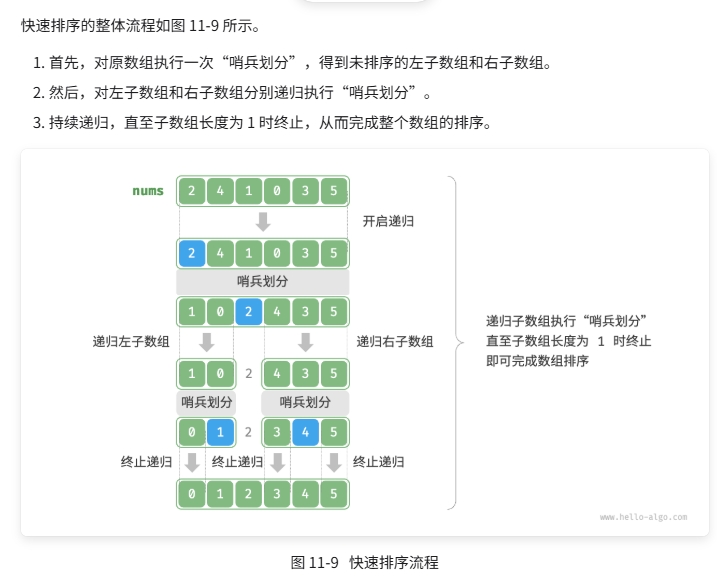 快速排序的整体流程如图 11-9 所示。
1. 首先，对原数组执行一次“哨兵划分”，得到未排序的左子数组和右子数组。
2. 然后，对左子数组和右子数组分别递归执行“哨兵划分”。
3. 持续递归，直至子数组长度为 1 时终止，从而完成整个数组的排序。
nums 2 4 1 0 3 5
开启递归
2 4 1 0 3 5
哨兵划分
1 0 2 4 3 5
递归左子数组 递归右子数组
1 0 2 4 3 5
哨兵划分 哨兵划分
0 1 2 3 4 5
终止递归 终止递归 终止递归
0 1 2 3 4 5
递归子数组执行“哨兵划分”
直至子数组长度为 1 时终止
即可完成数组排序
www.hello-algo.com
图 11-9 快速排序流程